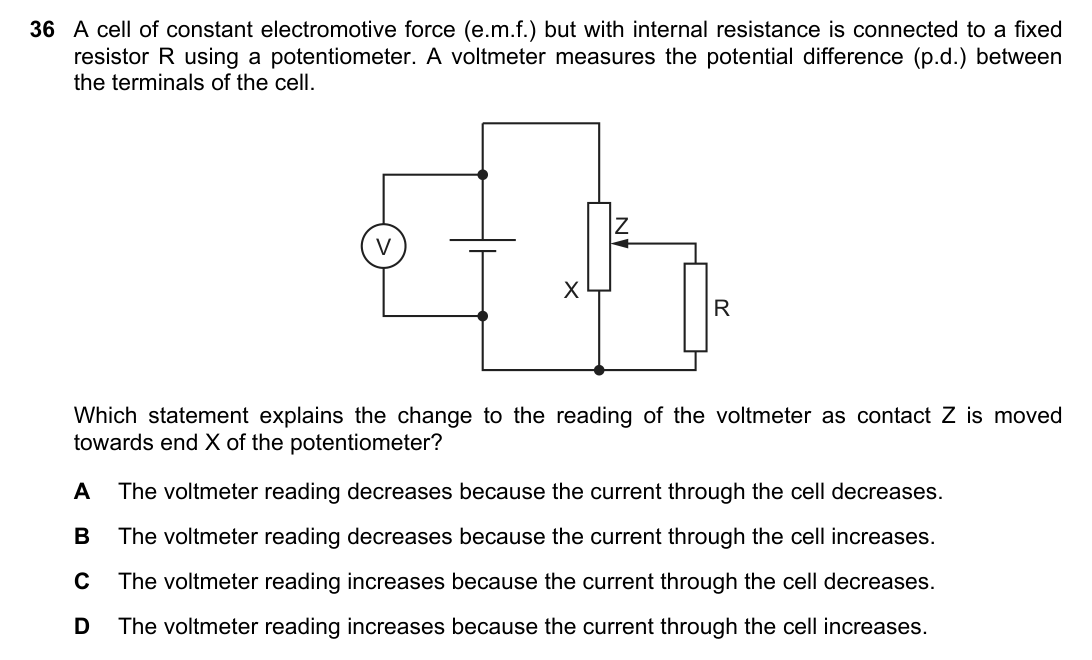 36 A cell of constant electromotive force (e.m.f.) but with internal resistance is connected to a fixed
resistor R using a potentiometer. A voltmeter measures the potential difference (p.d.) between
the terminals of the cell.
Z
V
X
R
Which statement explains the change to the reading of the voltmeter as contact Z is moved
towards end X of the potentiometer?
A The voltmeter reading decreases because the current through the cell decreases.
B The voltmeter reading decreases because the current through the cell increases.
C The voltmeter reading increases because the current through the cell decreases.
D The voltmeter reading increases because the current through the cell increases.